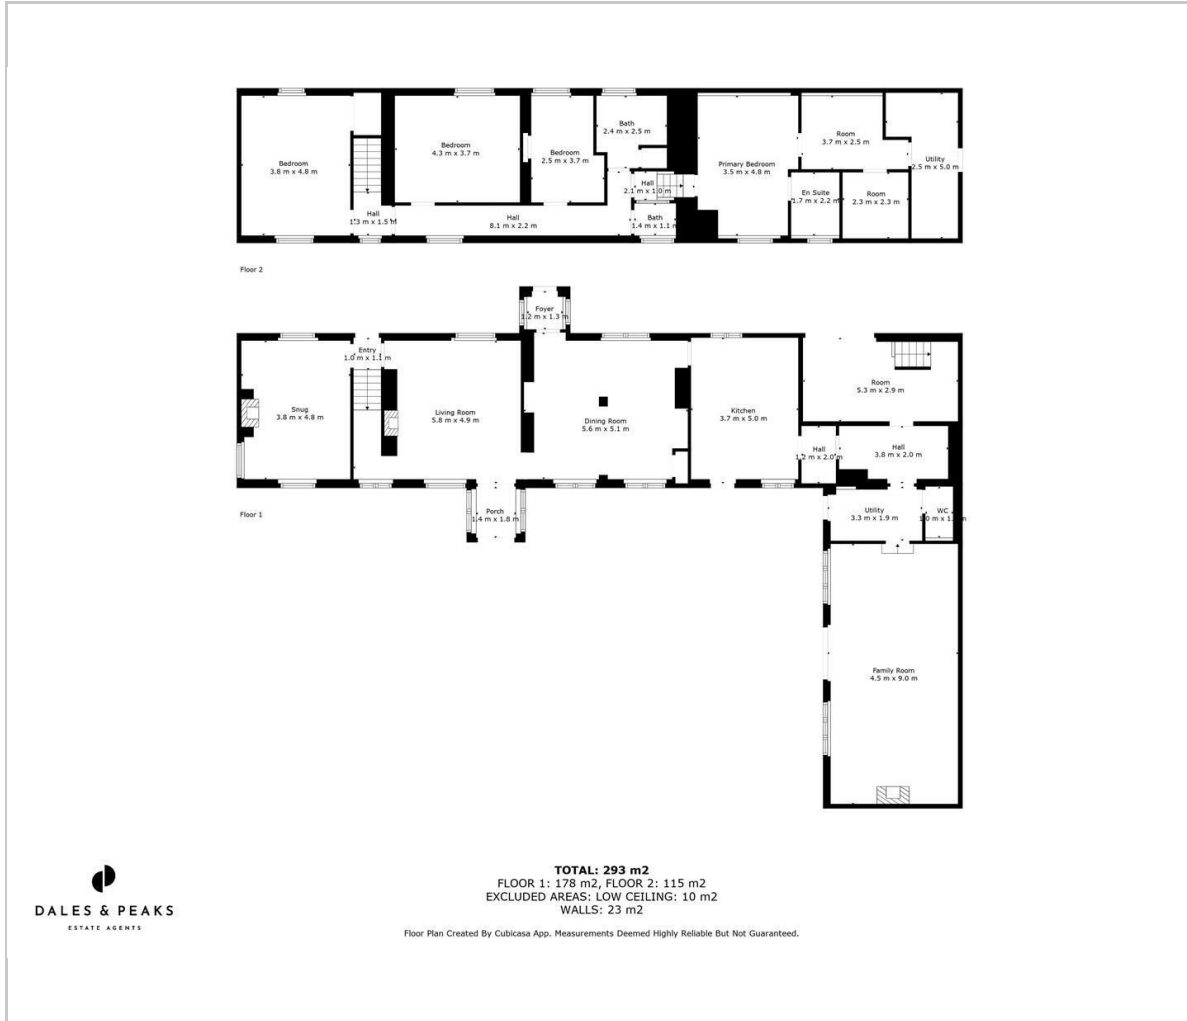 Bedroom
3.8 m x 4.8 m
Hall
1.3 m x 1.5 m
Bedroom
4.3 m x 3.7 m
Bedroom
2.5 m x 3.7 m
Bath
2.4 m x 2.5 m
Hall
2.1 m x 1.0 m
Hall
8.1 m x 2.2 m
Bath
1.4 m x 1.1 m
Primary Bedroom
3.5 m x 4.8 m
Room
3.7 m x 2.5 m
En Suite
1.7 m x 2.2 m
Room
2.3 m x 2.3 m
Utility
2.5 m x 5.0 m
Floor 2
Foyer
1.2 m x 1.3 m
Entry
1.0 m x 1.1 m
Snug
3.8 m x 4.8 m
Living Room
5.8 m x 4.9 m
Dining Room
5.6 m x 5.1 m
Kitchen
3.7 m x 5.0 m
Room
5.3 m x 2.9 m
Hall
1.2 m x 2.0 m
Hall
3.8 m x 2.0 m
Floor 1
Porch
1.4 m x 1.8 m
Utility
3.3 m x 1.9 m
WC
Family Room
4.5 m x 9.0 m
TOTAL: 293 m2
FLOOR 1: 178 m2, FLOOR 2: 115 m2
EXCLUDED AREAS: LOW CEILING: 10 m2
WALLS: 23 m2
Floor Plan Created By Cubicasa App. Measurements Deemed Highly Reliable But Not Guaranteed.
DALES & PEAKS
ESTATE AGENTS